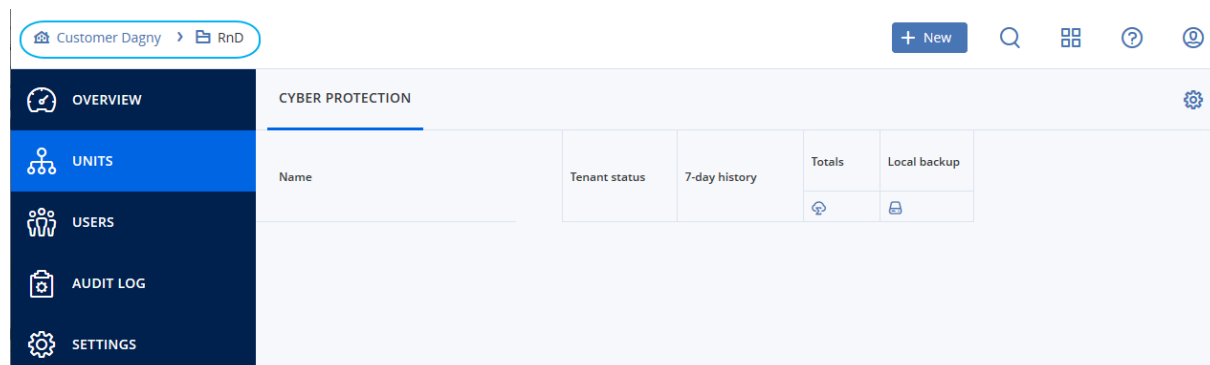 Customer Dagny > RnD
+ New
OVERVIEW
UNITS
USERS
AUDIT LOG
SETTINGS
CYBER PROTECTION
Name
Tenant status
7-day history
Totals
Local backup